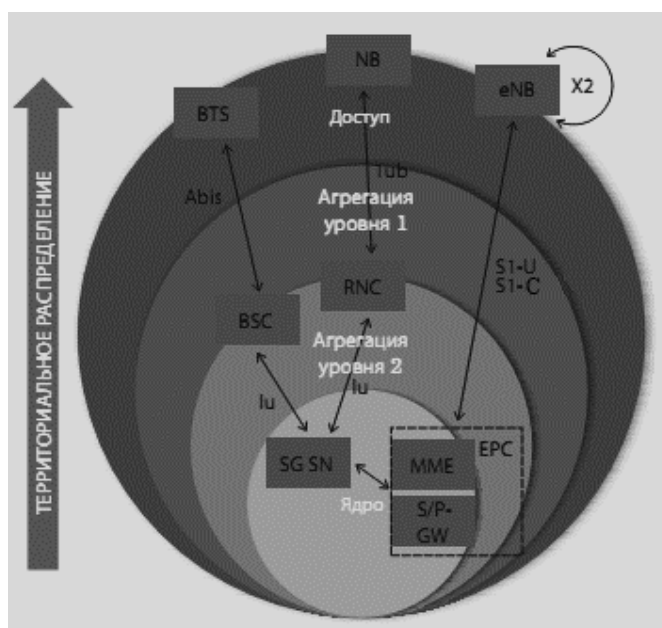 NB
eNB
X2
BTS
Доступ
Iub
Abis
Агрегация
уровня 1
S1-U
S1-C
RNC
BSC
Агрегация
уровня 2
Iu
Iu
EPC
SG SN
MME
Ядро
S/P-
GW
ТЕРРИТОРИАЛЬНОЕ РАСПРЕДЕЛЕНИЕ